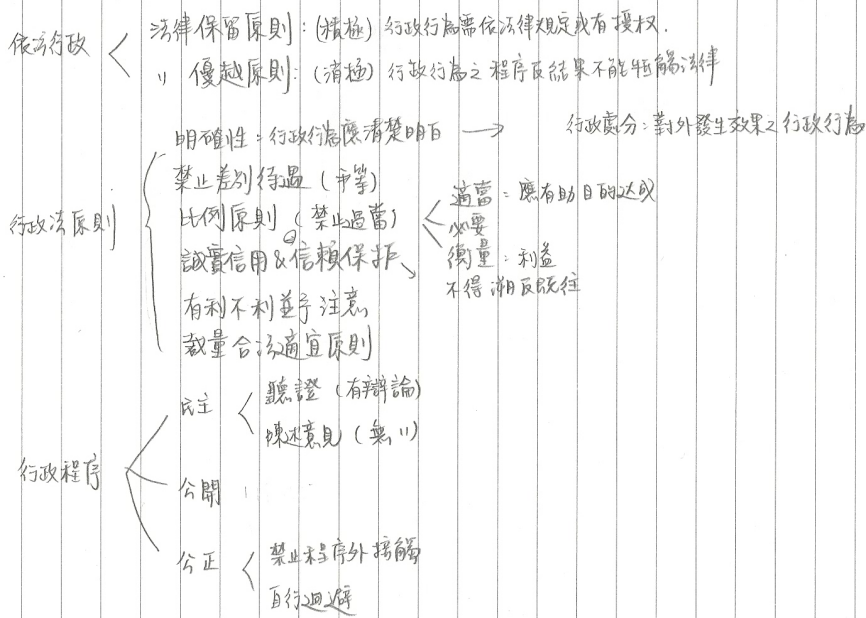 依法行政
法律保留原則：(積極) 行政行為需依法律規定或有授权.
〃 優越原則：(消極) 行政行為之程序及結果不能牴觸法律
行政法原則
明確性：行政行為應清楚明白 → 行政處分：對外發生效果之行政行為
禁止差別待遇 (平等)
比例原則 (禁止過當)
適當：應有助目的达成
必要
衡量：利益
誠實信用&信賴保护
不得溯及既往
有利不利並予注意
裁量合法適宜原則
行政程序
民主
聽證 (有辯論)
陳述意見 (無〃)
公開
公正
禁止程序外接觸
自行迴避